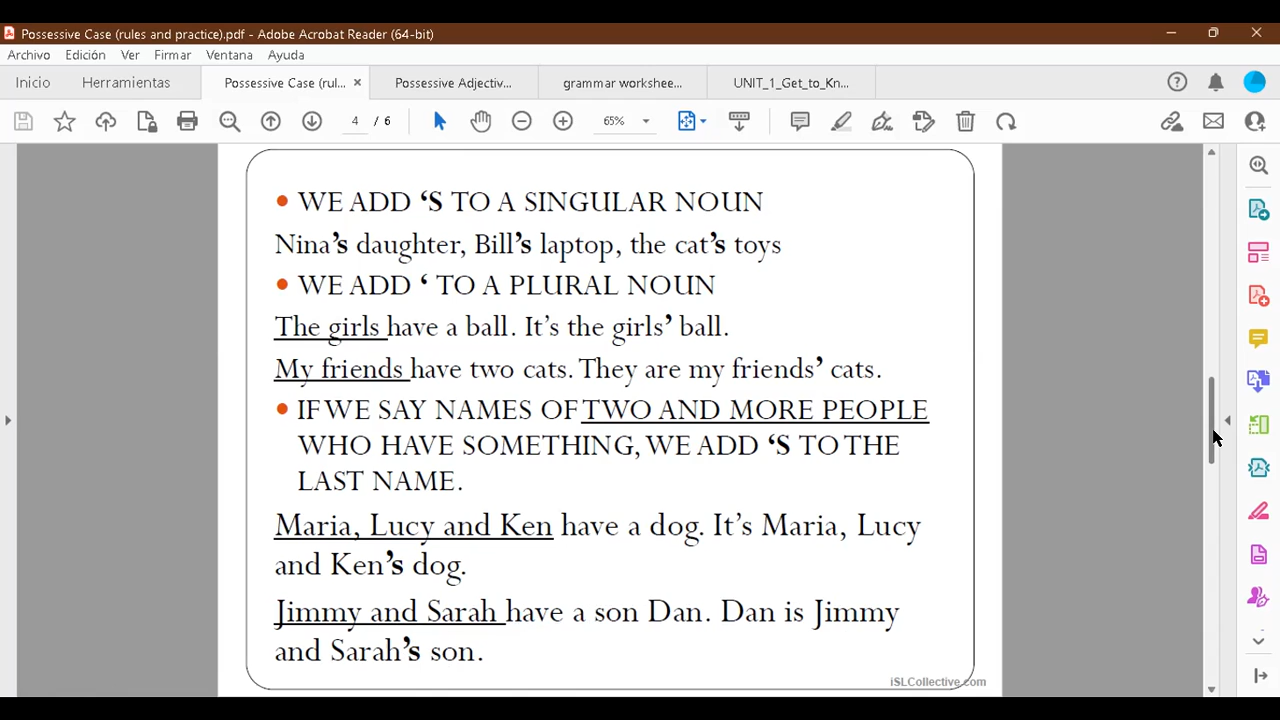 Possessive Case (rules and practice).pdf - Adobe Acrobat Reader (64-bit)
Archivo Edición Ver Firmar Ventana Ayuda
Inicio Herramientas Possessive Case (rul... × Possessive Adjectiv... grammar workshee... UNIT_1_Get_to_Kn...
4 / 6 65%
• WE ADD ‘S TO A SINGULAR NOUN
Nina’s daughter, Bill’s laptop, the cat’s toys
• WE ADD ‘ TO A PLURAL NOUN
The girls have a ball. It’s the girls’ ball.
My friends have two cats. They are my friends’ cats.
• IF WE SAY NAMES OF TWO AND MORE PEOPLE
WHO HAVE SOMETHING, WE ADD ‘S TO THE
LAST NAME.
Maria, Lucy and Ken have a dog. It’s Maria, Lucy
and Ken’s dog.
Jimmy and Sarah have a son Dan. Dan is Jimmy
and Sarah’s son.
iSLCollective.com